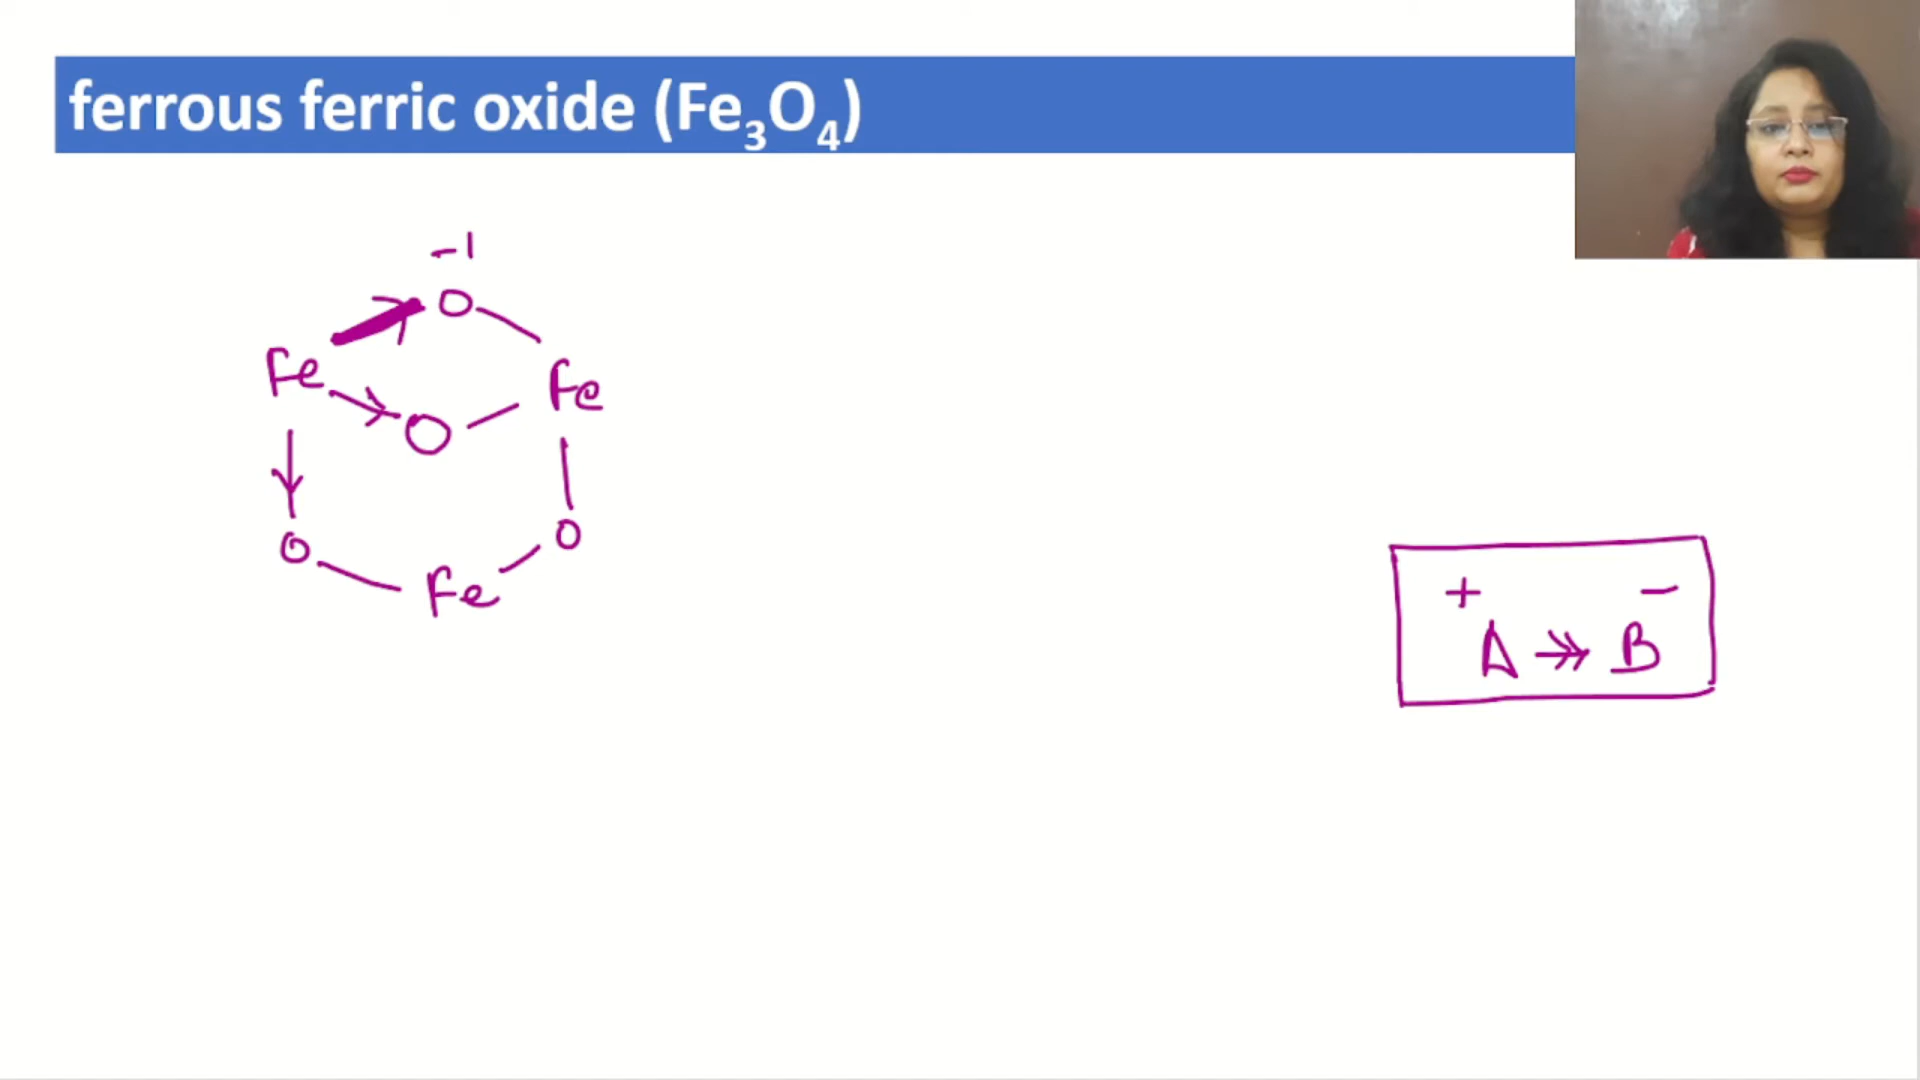 ferrous ferric oxide (Fe₃O₄)
-1
O
Fe
Fe
O
O
O
Fe
+ -
A ↠ B